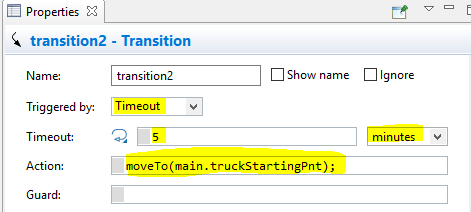 Properties
transition2 - Transition
Name: transition2 Show name Ignore
Triggered by: Timeout
Timeout: 5 minutes
Action: moveTo(main.truckStartingPnt);
Guard: